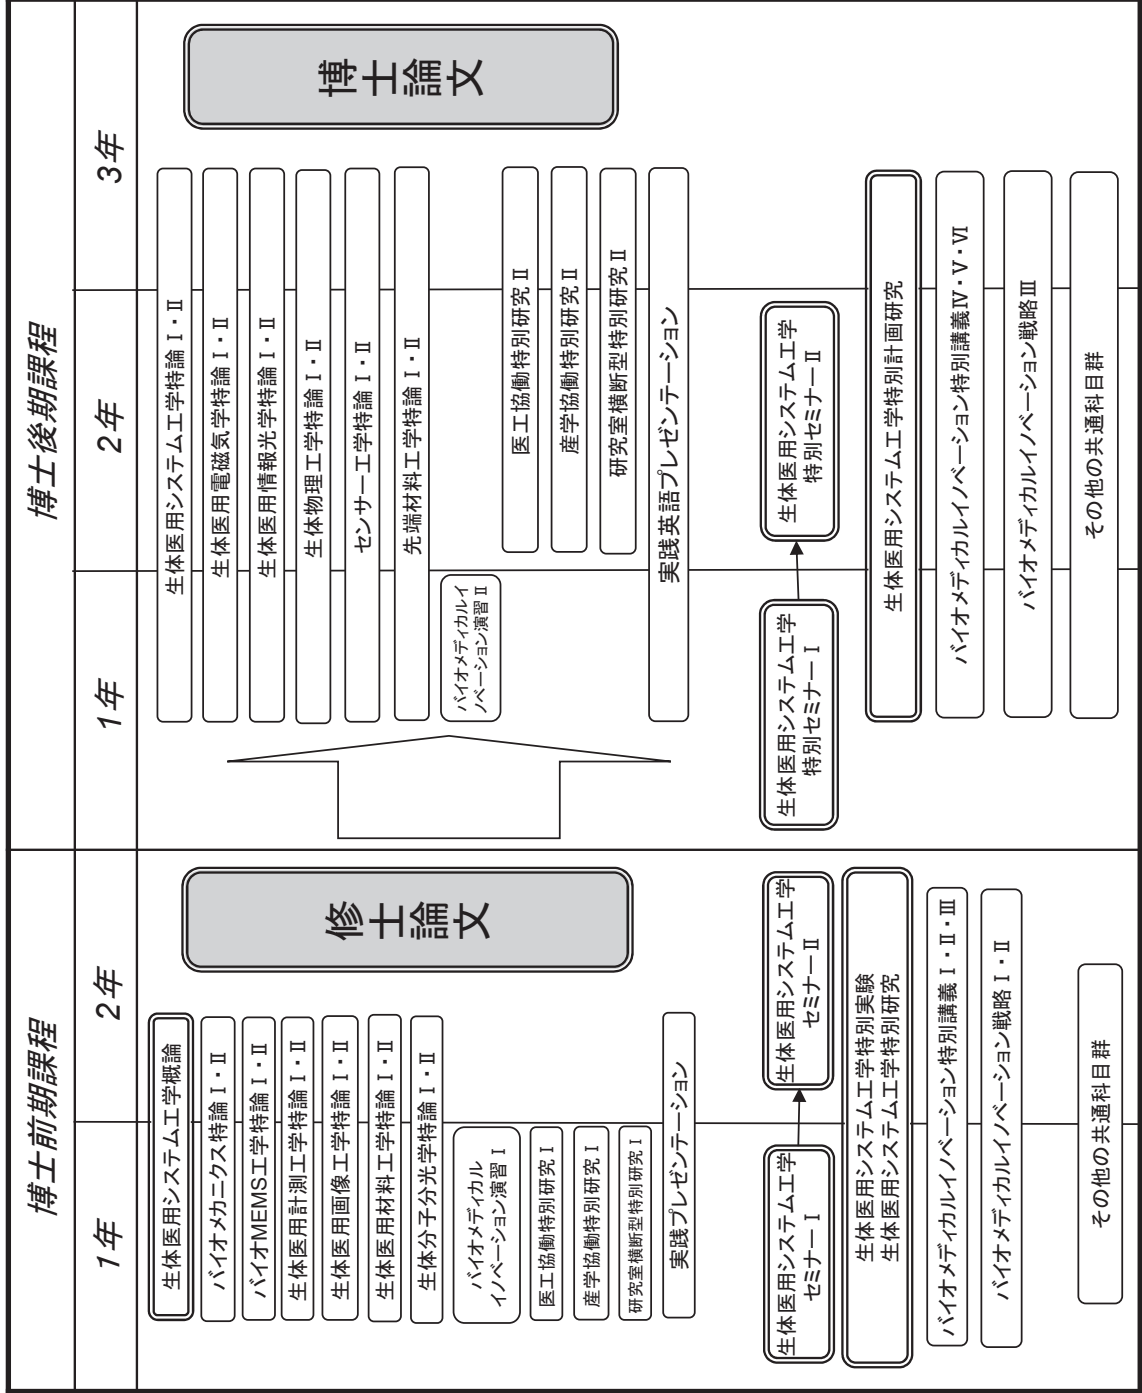 博士前期課程
博士後期課程
1年
2年
1年
2年
3年
生体医用システム工学概論
バイオメカニクス特論Ⅰ・Ⅱ
バイオMEMS工学特論Ⅰ・Ⅱ
生体医用計測工学特論Ⅰ・Ⅱ
生体医用画像工学特論Ⅰ・Ⅱ
生体医用材料工学特論Ⅰ・Ⅱ
生体分子分光学特論Ⅰ・Ⅱ
バイオメディカル
イノベーション演習Ⅰ
医工協働特別研究Ⅰ
産学協働特別研究Ⅰ
研究室横断型特別研究Ⅰ
実践プレゼンテーション
修士論文
生体医用システム工学
セミナーⅠ
生体医用システム工学
セミナーⅡ
生体医用システム工学特別実験
生体医用システム工学特別研究
バイオメディカルイノベーション特別講義Ⅰ・Ⅱ・Ⅲ
バイオメディカルイノベーション戦略Ⅰ・Ⅱ
その他の共通科目群
生体医用システム工学特論Ⅰ・Ⅱ
生体医用電磁気学特論Ⅰ・Ⅱ
生体医用情報光学特論Ⅰ・Ⅱ
生体物理工学特論Ⅰ・Ⅱ
センサー工学特論Ⅰ・Ⅱ
先端材料工学特論Ⅰ・Ⅱ
バイオメディカルイ
ノベーション演習Ⅱ
医工協働特別研究Ⅱ
産学協働特別研究Ⅱ
研究室横断型特別研究Ⅱ
実践英語プレゼンテーション
博士論文
生体医用システム工学
特別セミナーⅠ
生体医用システム工学
特別セミナーⅡ
生体医用システム工学特別計画研究
バイオメディカルイノベーション特別講義Ⅳ・Ⅴ・Ⅵ
バイオメディカルイノベーション戦略Ⅲ
その他の共通科目群